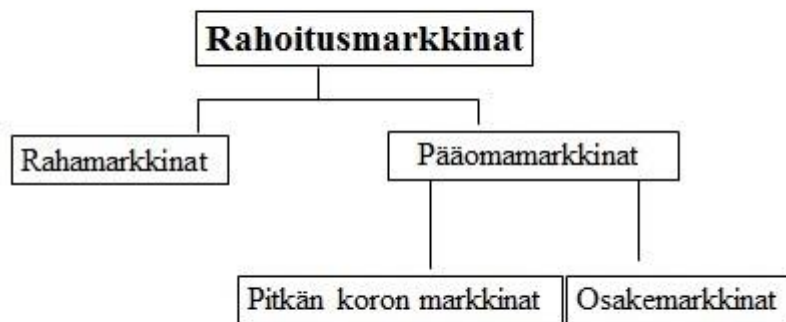 Rahoitusmarkkinat
Rahamarkkinat
Pääomamarkkinat
Pitkän koron markkinat
Osakemarkkinat